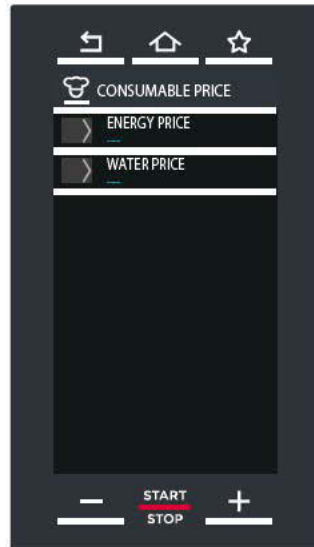 CONSUMABLE PRICE
ENERGY PRICE
WATER PRICE
START
STOP